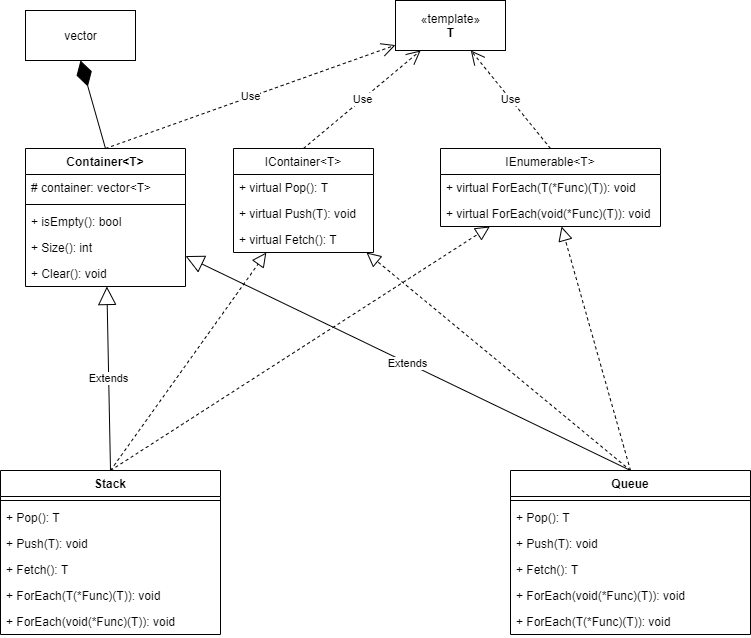 vector
«template»
T
Use
Use
Use
Container<T>
# container: vector<T>
+ isEmpty(): bool
+ Size(): int
+ Clear(): void
IContainer<T>
+ virtual Pop(): T
+ virtual Push(T): void
+ virtual Fetch(): T
IEnumerable<T>
+ virtual ForEach(T(*Func)(T)): void
+ virtual ForEach(void(*Func)(T)): void
Extends
Extends
Stack
+ Pop(): T
+ Push(T): void
+ Fetch(): T
+ ForEach(T(*Func)(T)): void
+ ForEach(void(*Func)(T)): void
Queue
+ Pop(): T
+ Push(T): void
+ Fetch(): T
+ ForEach(void(*Func)(T)): void
+ ForEach(T(*Func)(T)): void